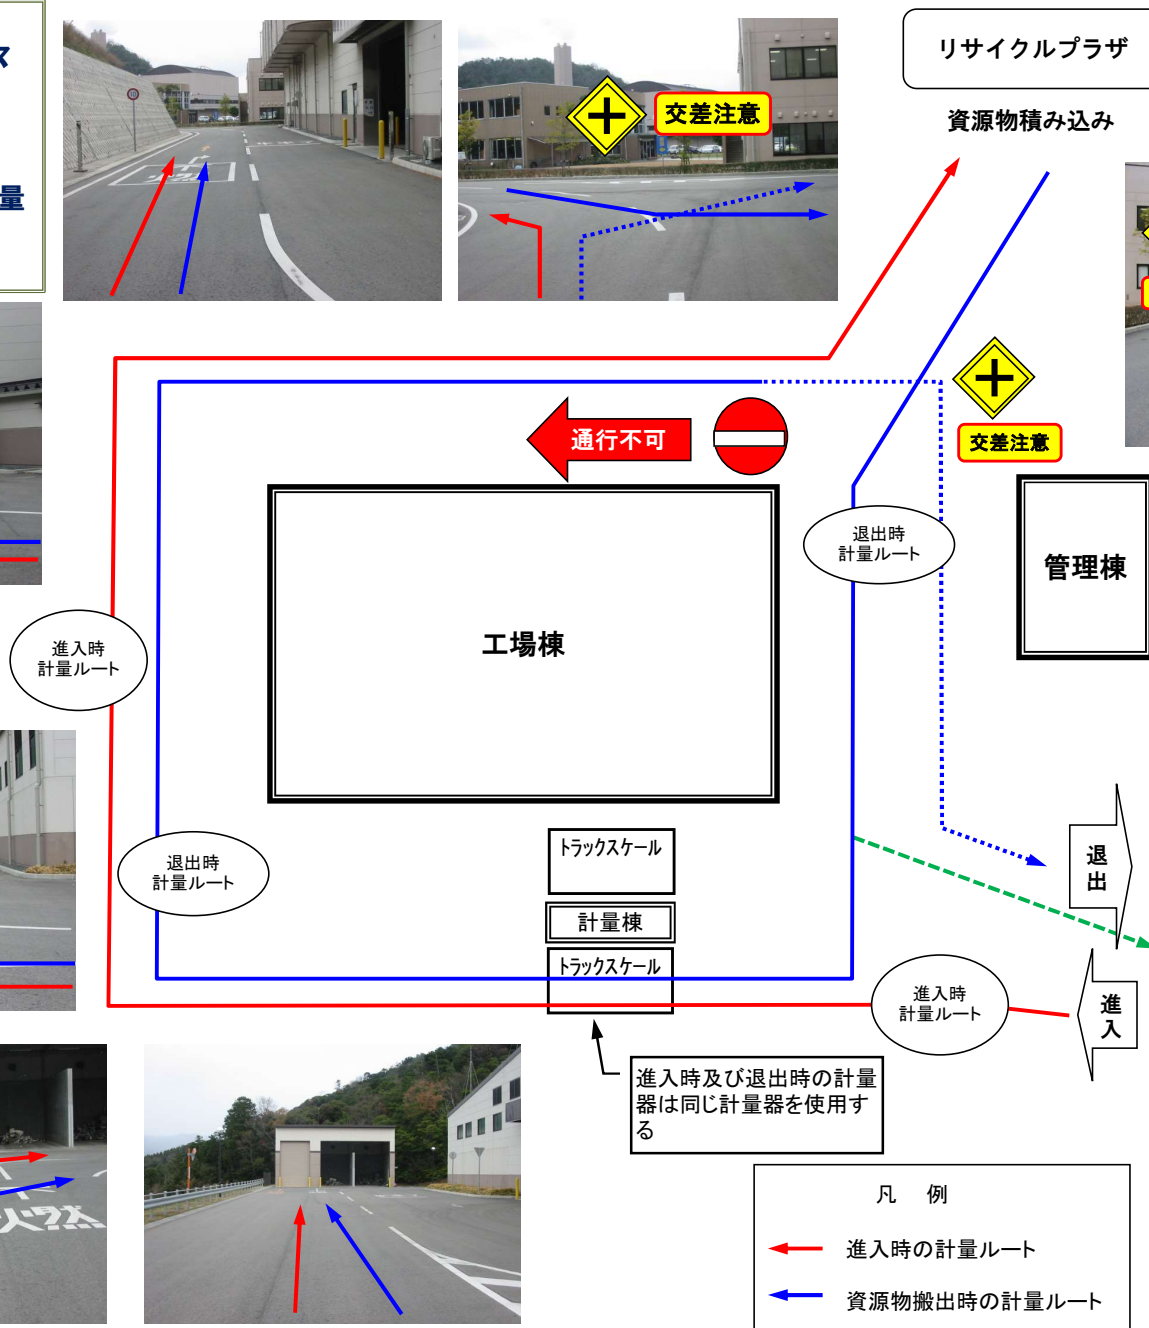 量
リサイクルプラザ
資源物積み込み
交差注意
通行不可
交差注意
退出時
計量ルート
管理棟
工場棟
進入時
計量ルート
退出時
計量ルート
トラックスケール
計量棟
トラックスケール
退
出
進入時
計量ルート
進
入
進入時及び退出時の計量
器は同じ計量器を使用す
る
凡 例
進入時の計量ルート
資源物搬出時の計量ルート